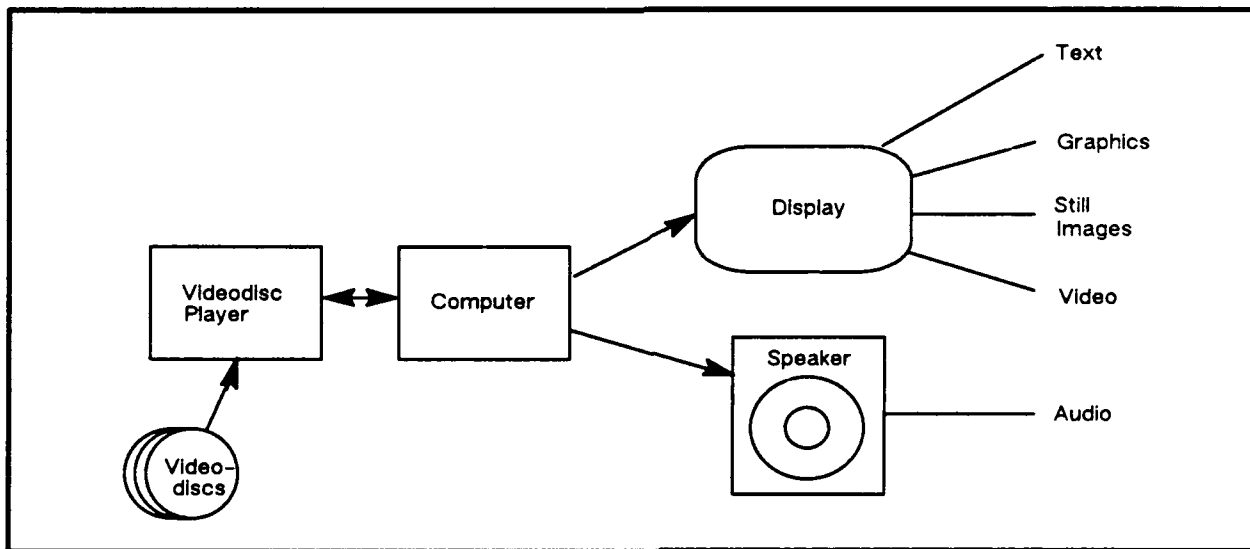 Text
Graphics
Still
Images
Video
Display
Videodisc
Player
Computer
Speaker
Audio
Video-
discs